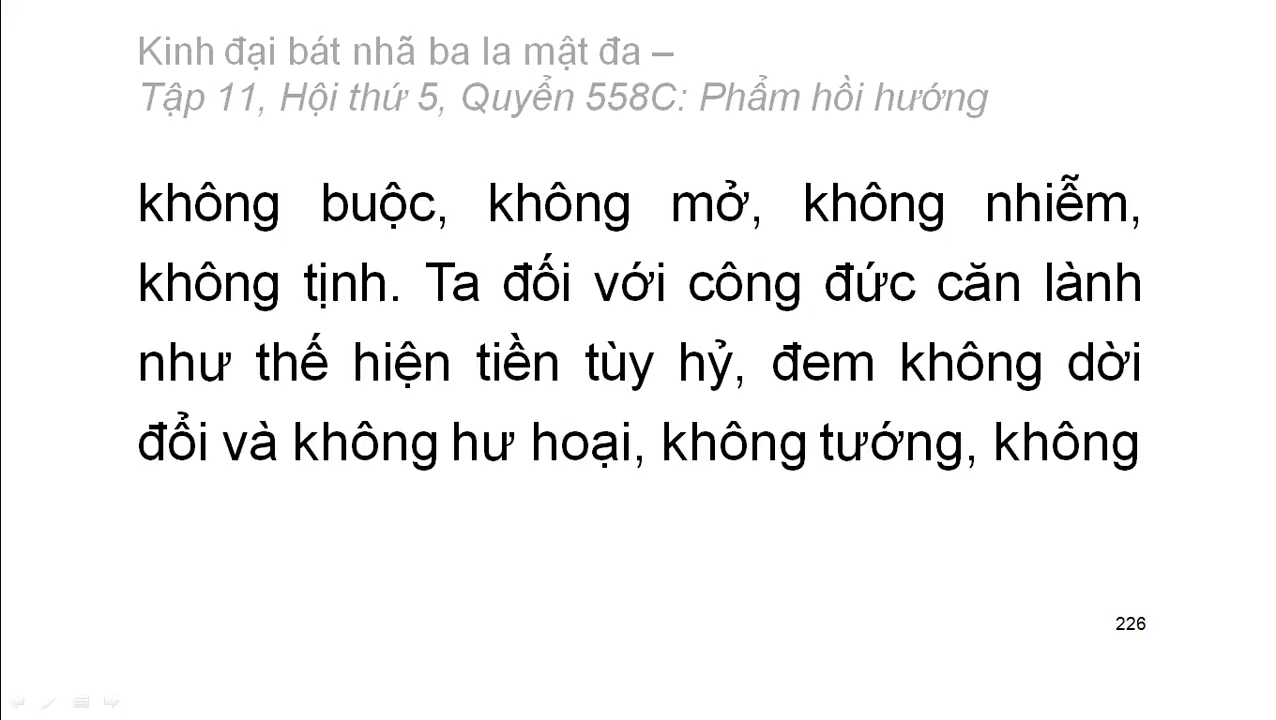 Kinh đại bát nhã ba la mật đa –
Tập 11, Hội thứ 5, Quyển 558C: Phẩm hồi hướng
không buộc, không mở, không nhiễm,
không tịnh. Ta đối với công đức căn lành
như thế hiện tiền tùy hỷ, đem không dời
đổi và không hư hoại, không tướng, không
226